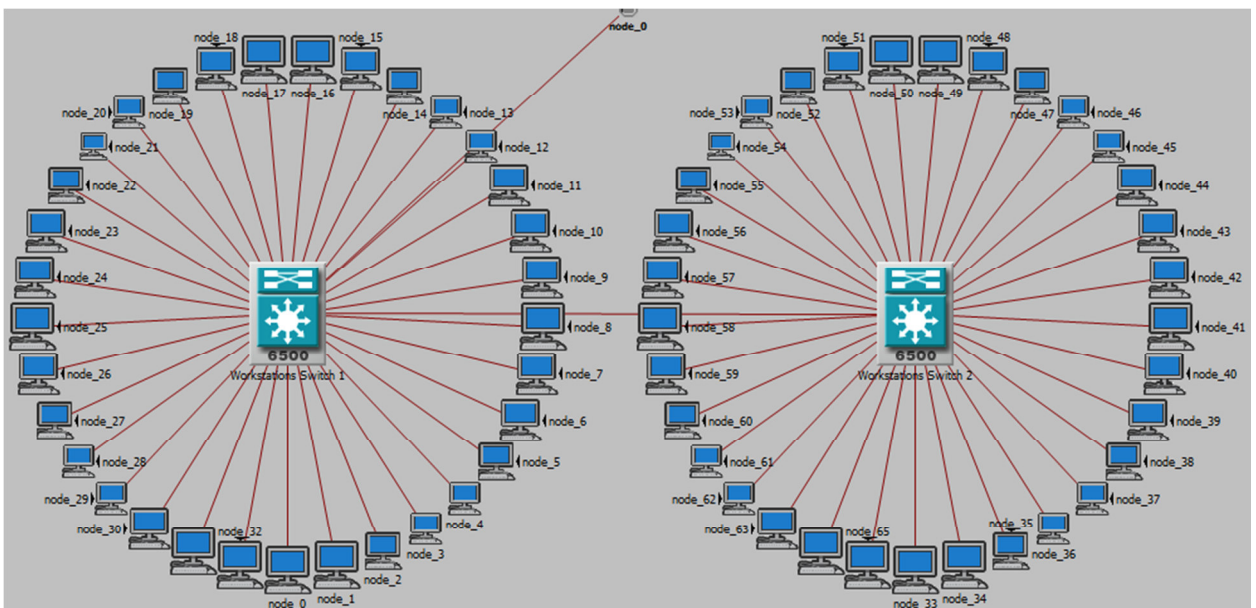 node_0
node_18
node_15
node_17
node_16
node_20
node_19
node_14
node_13
node_21
node_12
node_22
node_11
node_23
node_10
node_24
node_9
node_25
node_8
6500
Workstations Switch 1
node_26
node_7
node_27
node_6
node_28
node_5
node_29
node_4
node_30
node_32
node_3
node_2
node_0
node_1
node_51
node_48
node_50
node_49
node_53
node_52
node_47
node_46
node_54
node_45
node_55
node_44
node_56
node_43
node_57
node_42
node_58
node_41
6500
Workstations Switch 2
node_59
node_40
node_60
node_39
node_61
node_38
node_62
node_37
node_63
node_65
node_35
node_36
node_33
node_34